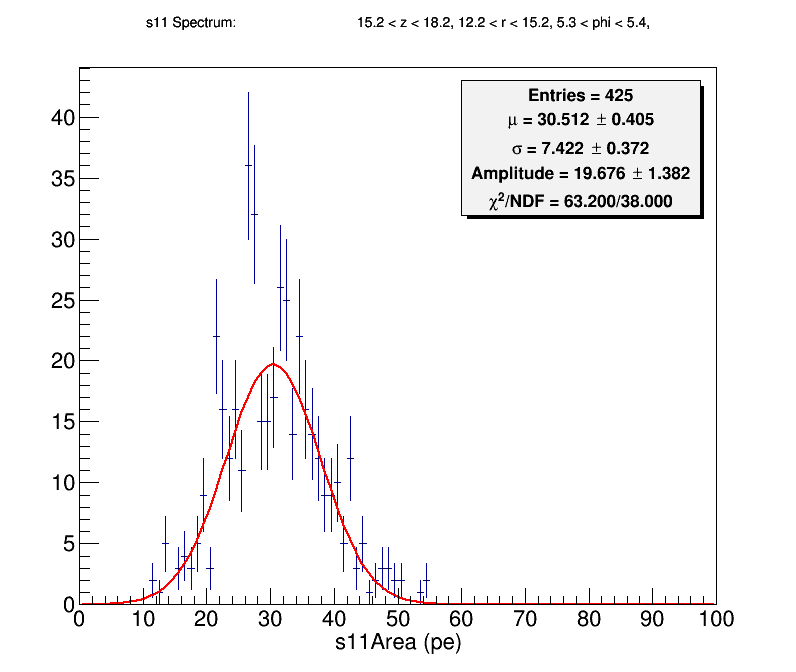 s11 Spectrum: 15.2 < z < 18.2, 12.2 < r < 15.2, 5.3 < phi < 5.4,
Entries = 425
μ = 30.512 ± 0.405
σ = 7.422 ± 0.372
Amplitude = 19.676 ± 1.382
χ²/NDF = 63.200/38.000
40
35
30
25
20
15
10
5
0
0 10 20 30 40 50 60 70 80 90 100
s11Area (pe)